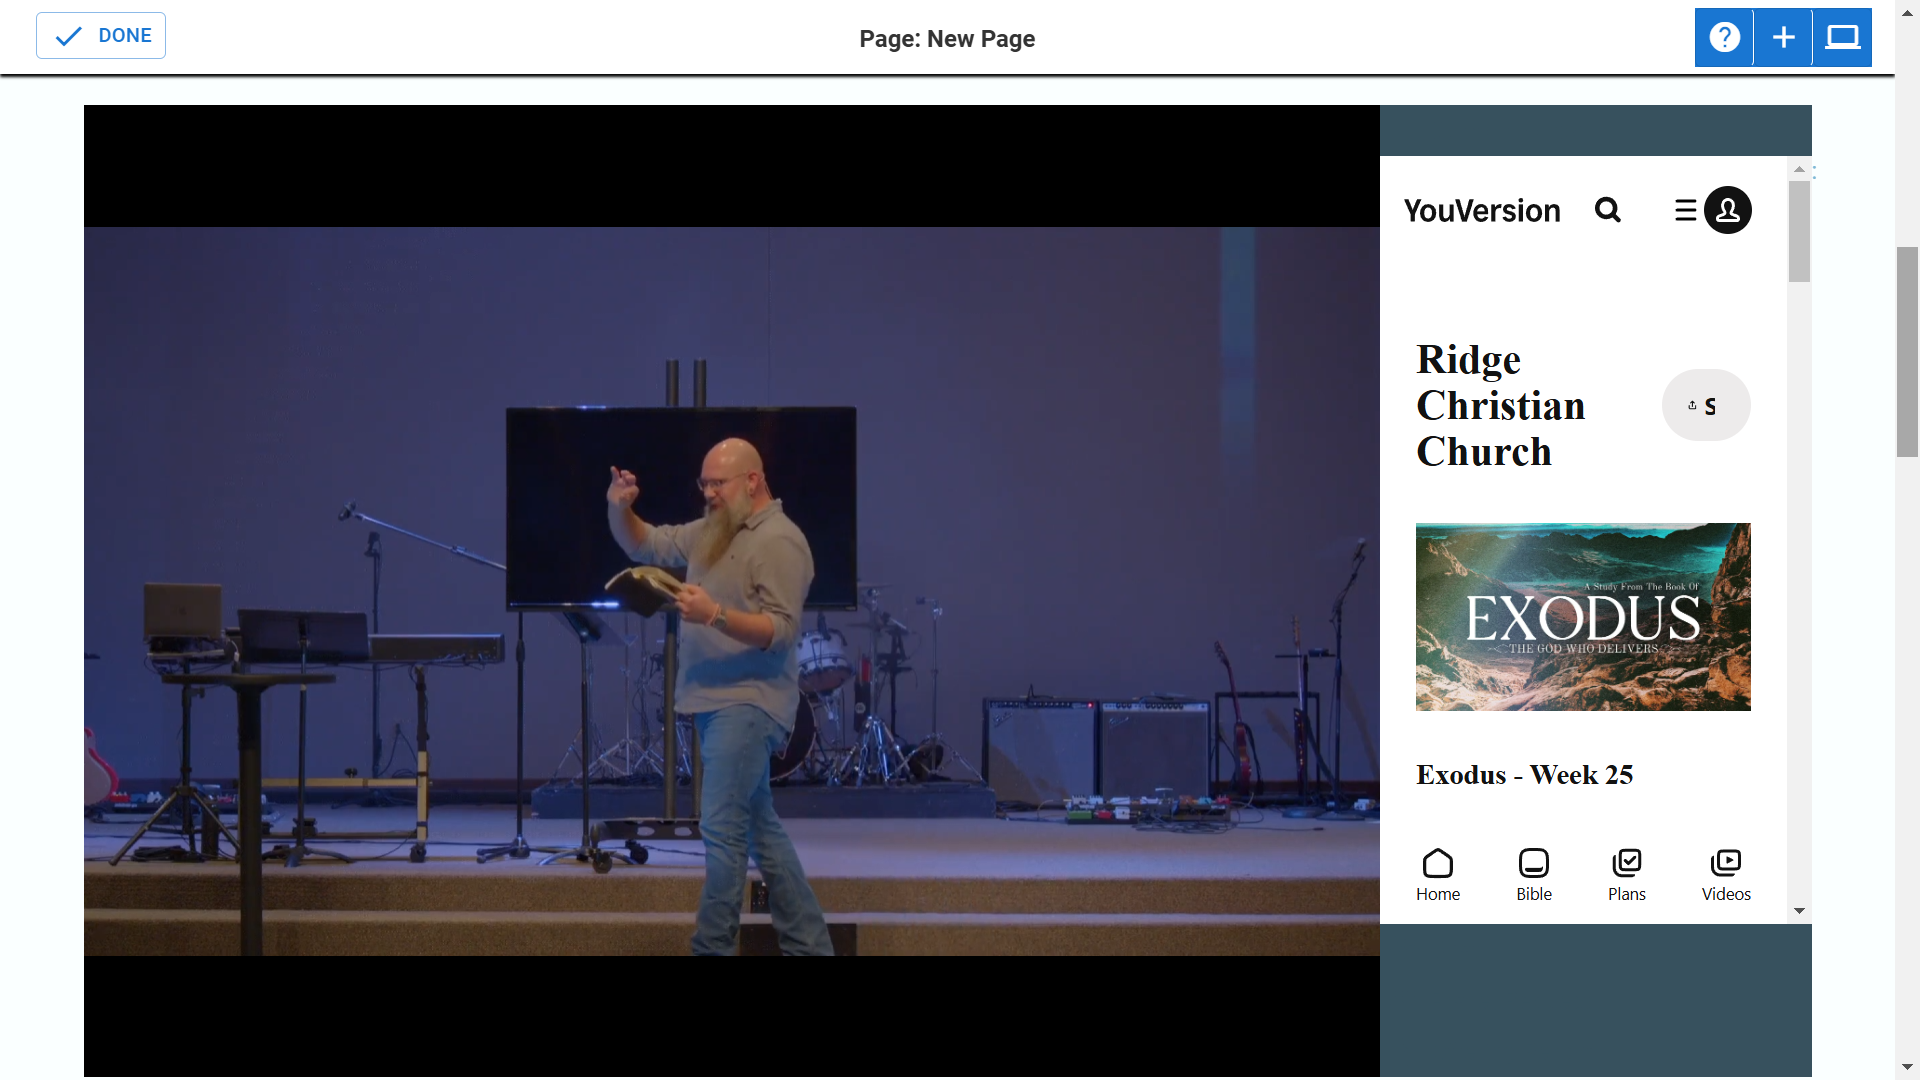 DONE
Page: New Page
YouVersion
Ridge
Christian
Church
S
A Study From The Book Of
EXODUS
THE GOD WHO DELIVERS
Exodus - Week 25
Home
Bible
Plans
Videos